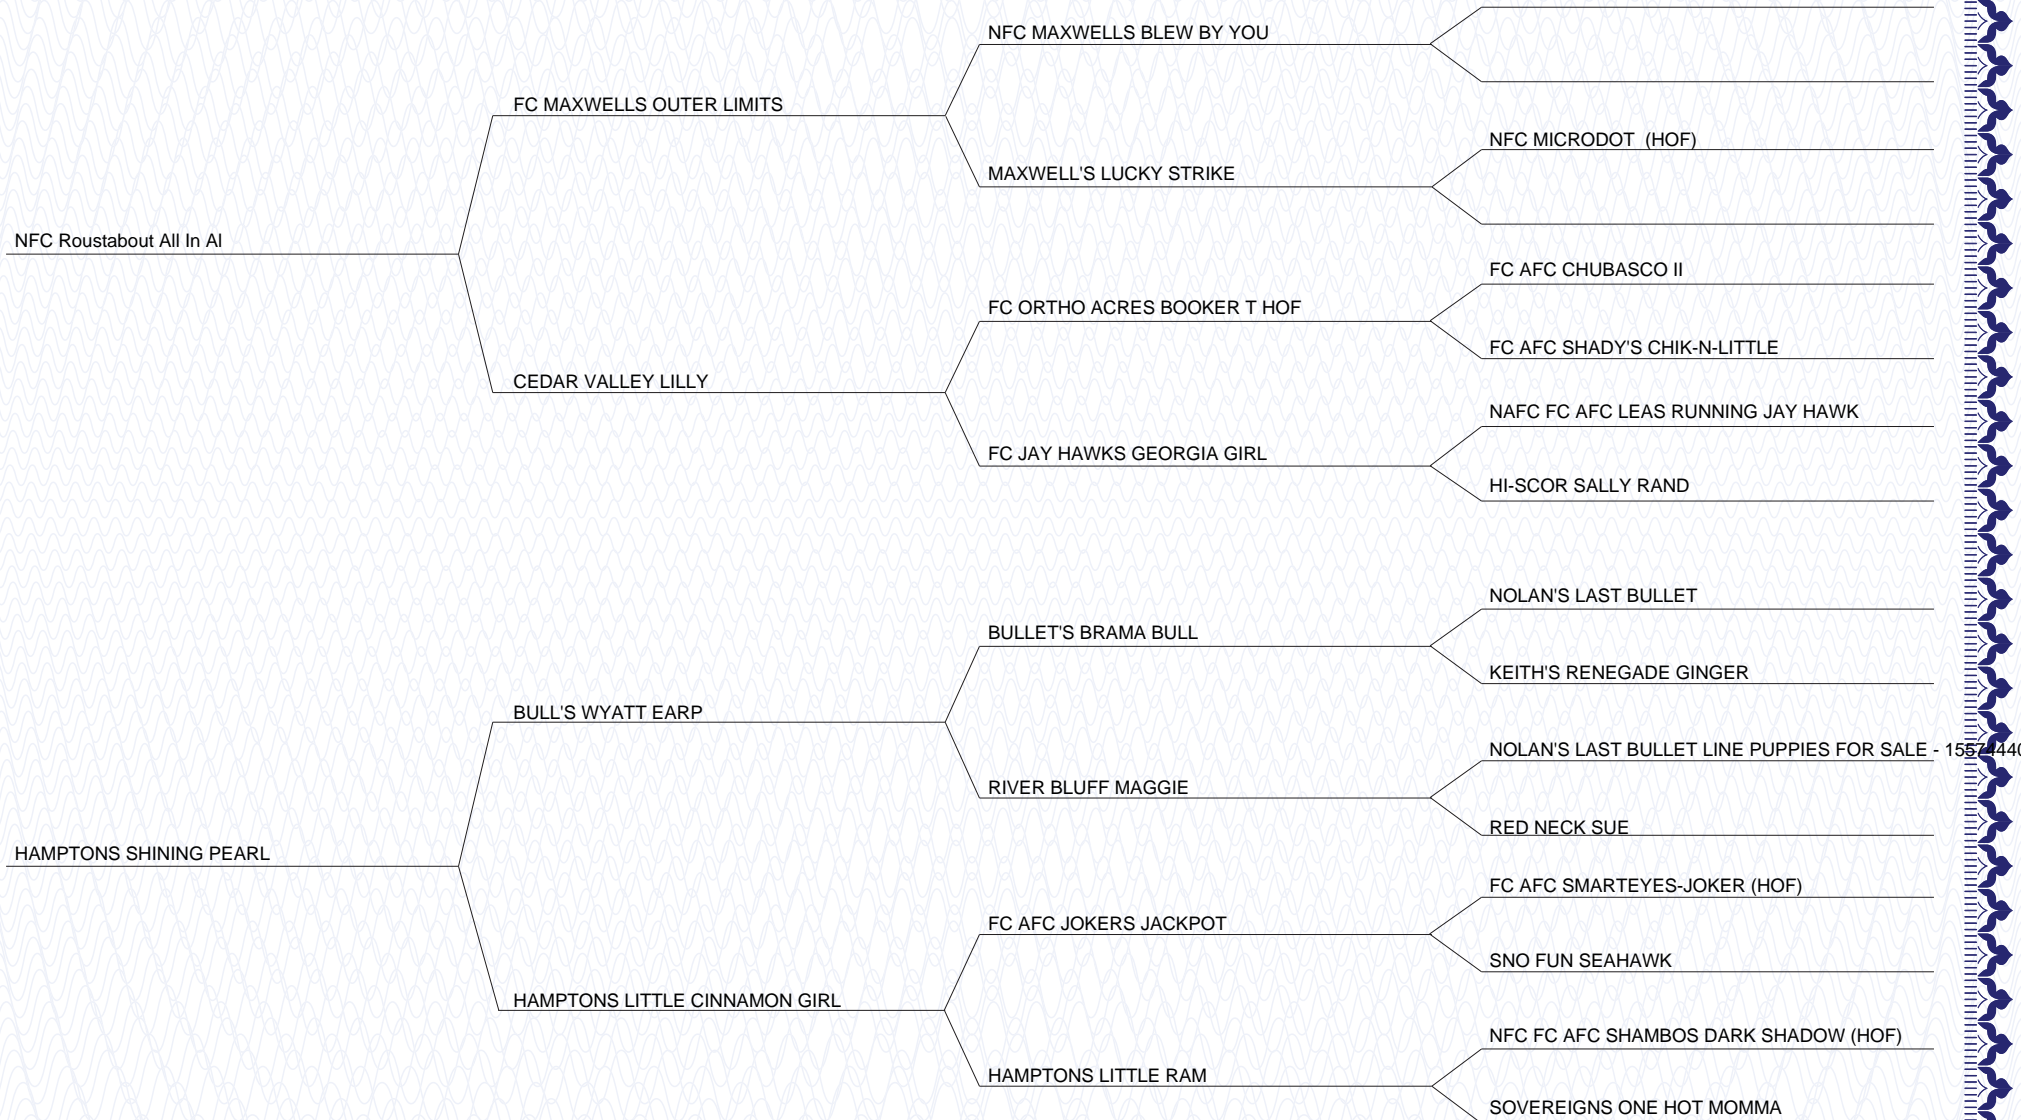 NFC MAXWELLS BLEW BY YOU
FC MAXWELLS OUTER LIMITS
NFC MICRODOT (HOF)
MAXWELL'S LUCKY STRIKE
NFC Roustabout All In Al
FC AFC CHUBASCO II
FC ORTHO ACRES BOOKER T HOF
FC AFC SHADY'S CHIK-N-LITTLE
CEDAR VALLEY LILLY
NAFC FC AFC LEAS RUNNING JAY HAWK
FC JAY HAWKS GEORGIA GIRL
HI-SCOR SALLY RAND
NOLAN'S LAST BULLET
BULLET'S BRAMA BULL
KEITH'S RENEGADE GINGER
BULL'S WYATT EARP
NOLAN'S LAST BULLET LINE PUPPIES FOR SALE - 15574440
RIVER BLUFF MAGGIE
RED NECK SUE
HAMPTONS SHINING PEARL
FC AFC SMARTEYES-JOKER (HOF)
FC AFC JOKERS JACKPOT
SNO FUN SEAHAWK
HAMPTONS LITTLE CINNAMON GIRL
NFC FC AFC SHAMBOS DARK SHADOW (HOF)
HAMPTONS LITTLE RAM
SOVEREIGNS ONE HOT MOMMA